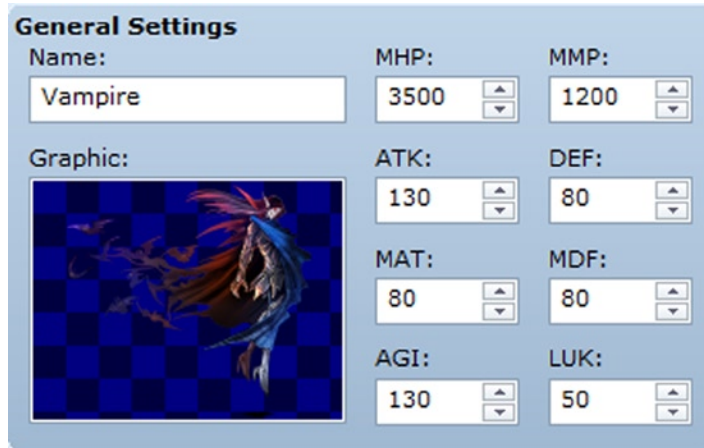 General Settings
Name: MHP: MMP:
Vampire 3500 1200
Graphic: ATK: DEF:
130 80
MAT: MDF:
80 80
AGI: LUK:
130 50